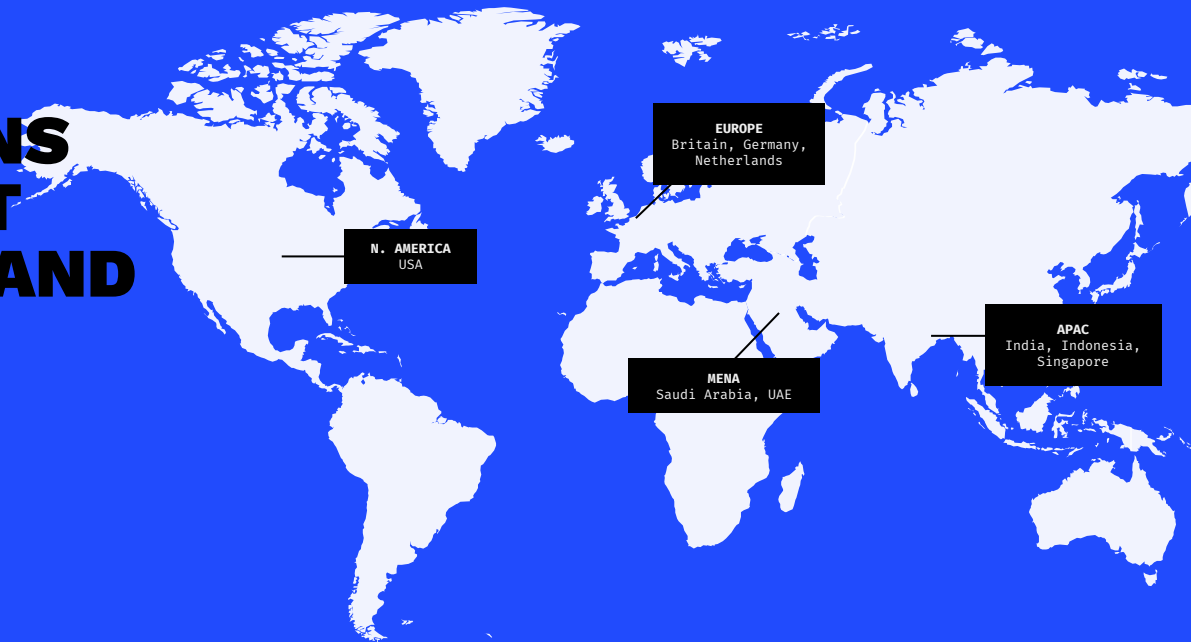 NS
T
AND
EUROPE
Britain, Germany,
Netherlands
N. AMERICA
USA
APAC
India, Indonesia,
Singapore
MENA
Saudi Arabia, UAE